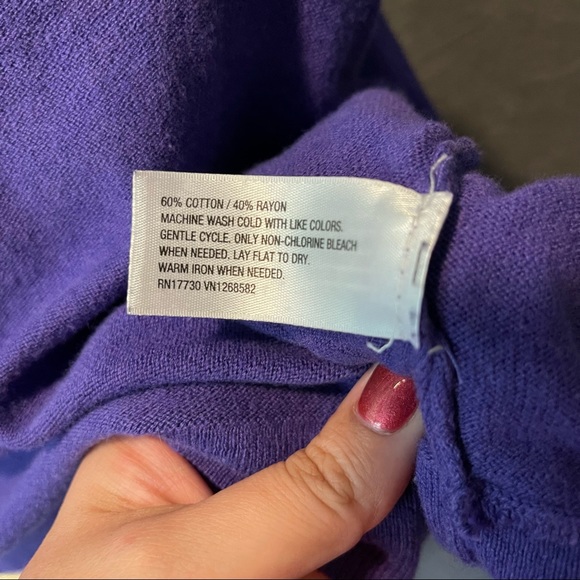 60% COTTON / 40% RAYON
MACHINE WASH COLD WITH LIKE COLORS.
GENTLE CYCLE. ONLY NON-CHLORINE BLEACH
WHEN NEEDED. LAY FLAT TO DRY.
WARM IRON WHEN NEEDED.
RN17730 VN1268582